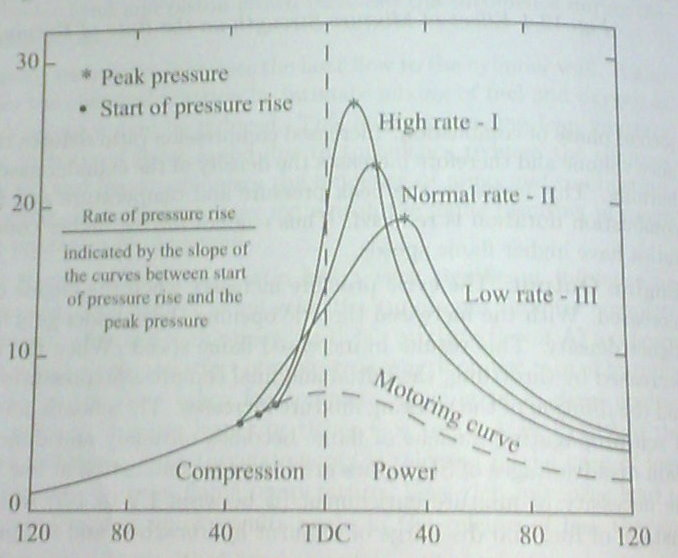 30
* Peak pressure
• Start of pressure rise
High rate - I
20
Normal rate - II
Rate of pressure rise
indicated by the slope
of the curves between start
of pressure rise and the
peak pressure
Low rate - III
10
Motoring curve
Compression
Power
0
120 80 40 TDC 40 80 120